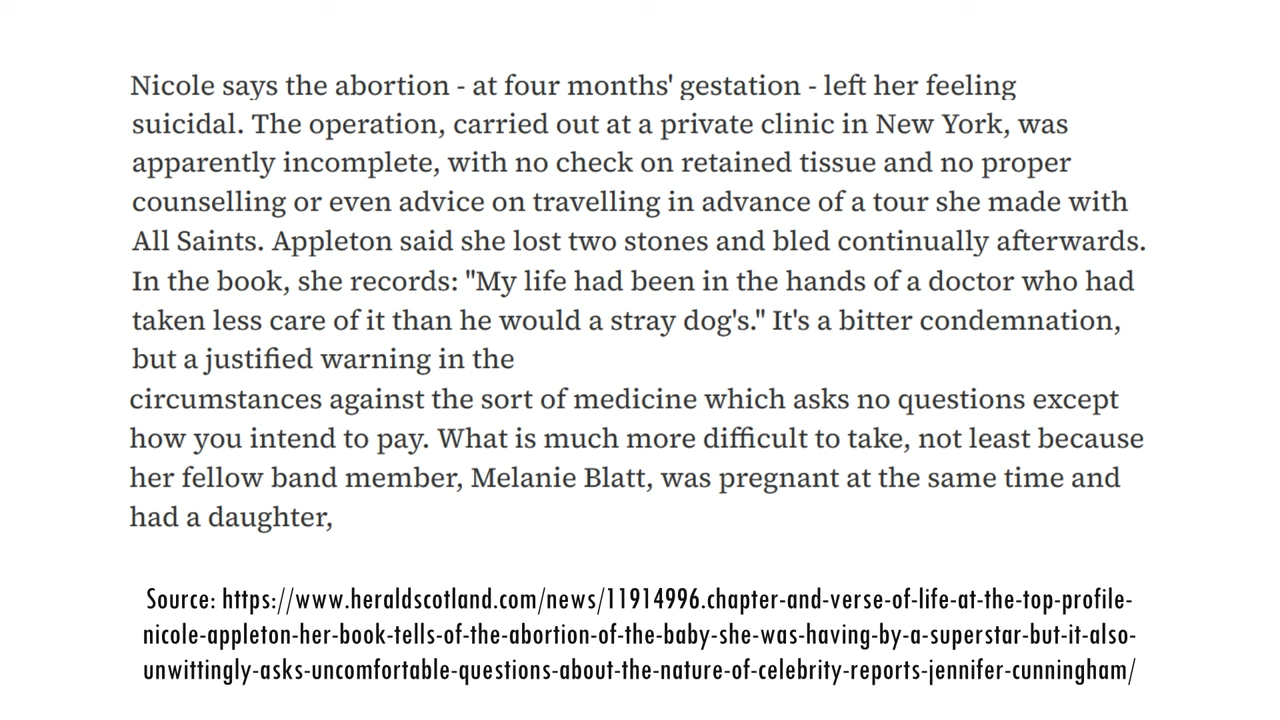 Nicole says the abortion - at four months' gestation - left her feeling
suicidal. The operation, carried out at a private clinic in New York, was
apparently incomplete, with no check on retained tissue and no proper
counselling or even advice on travelling in advance of a tour she made with
All Saints. Appleton said she lost two stones and bled continually afterwards.
In the book, she records: "My life had been in the hands of a doctor who had
taken less care of it than he would a stray dog's." It's a bitter condemnation,
but a justified warning in the
circumstances against the sort of medicine which asks no questions except
how you intend to pay. What is much more difficult to take, not least because
her fellow band member, Melanie Blatt, was pregnant at the same time and
had a daughter,
Source: https://www.heraldscotland.com/news/11914996.chapter-and-verse-of-life-at-the-top-profile-
nicole-appleton-her-book-tells-of-the-abortion-of-the-baby-she-was-having-by-a-superstar-but-it-also-
unwittingly-asks-uncomfortable-questions-about-the-nature-of-celebrity-reports-jennifer-cunningham/